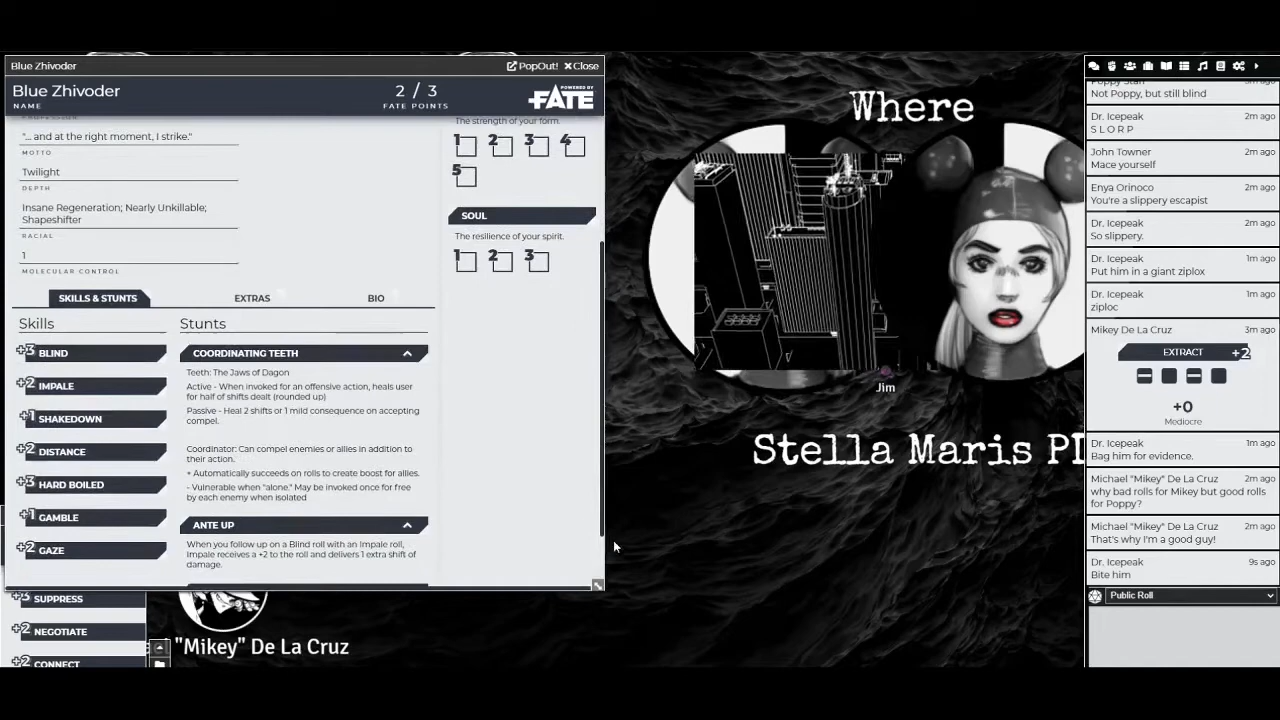 Blue Zhivoder
PopOut! Close
Blue Zhivoder
NAME
2 / 3
FATE POINTS
POWERED BY
FATE
"... and at the right moment, I strike."
MOTTO
Twilight
DEPTH
Insane Regeneration; Nearly Unkillable;
Shapeshifter
RACIAL
1
MOLECULAR CONTROL
The strength of your form.
1 2 3 4
5
SOUL
The resilience of your spirit.
1 2 3
SKILLS & STUNTS
EXTRAS
BIO
Skills
+3 BLIND
+2 IMPALE
+1 SHAKEDOWN
+2 DISTANCE
+3 HARD BOILED
+1 GAMBLE
+2 GAZE
Stunts
COORDINATING TEETH
Teeth: The Jaws of Dagon
Active - When invoked for an offensive action, heals user
for half of shifts dealt (rounded up)
Passive - Heal 2 shifts or 1 mild consequence on accepting
compel.
Coordinator: Can compel enemies or allies in addition to
their action.
+ Automatically succeeds on rolls to create boost for allies.
- Vulnerable when "alone." May be invoked once for free
by each enemy when isolated
ANTE UP
When you follow up on a Blind roll with an Impale roll,
Impale receives a +2 to the roll and delivers 1 extra shift of
damage.
+3 SUPPRESS
+2 NEGOTIATE
+2 CONNECT
"Mikey" De La Cruz
Where
Jim
Stella Maris PI
Poppy Starr
Not Poppy, but still blind
Dr. Icepeak 2m ago
S L O R P
John Towner 2m ago
Mace yourself
Enya Orinoco 2m ago
You're a slippery escapist
Dr. Icepeak 2m ago
So slippery.
Dr. Icepeak 1m ago
Put him in a giant ziplox
Dr. Icepeak 1m ago
ziploc
Mikey De La Cruz 3m ago
EXTRACT +2
+0
Mediocre
Dr. Icepeak 1m ago
Bag him for evidence.
Michael "Mikey" De La Cruz 2m ago
why bad rolls for Mikey but good rolls
for Poppy?
Michael "Mikey" De La Cruz 2m ago
That's why I'm a good guy!
Dr. Icepeak 9s ago
Bite him
Public Roll